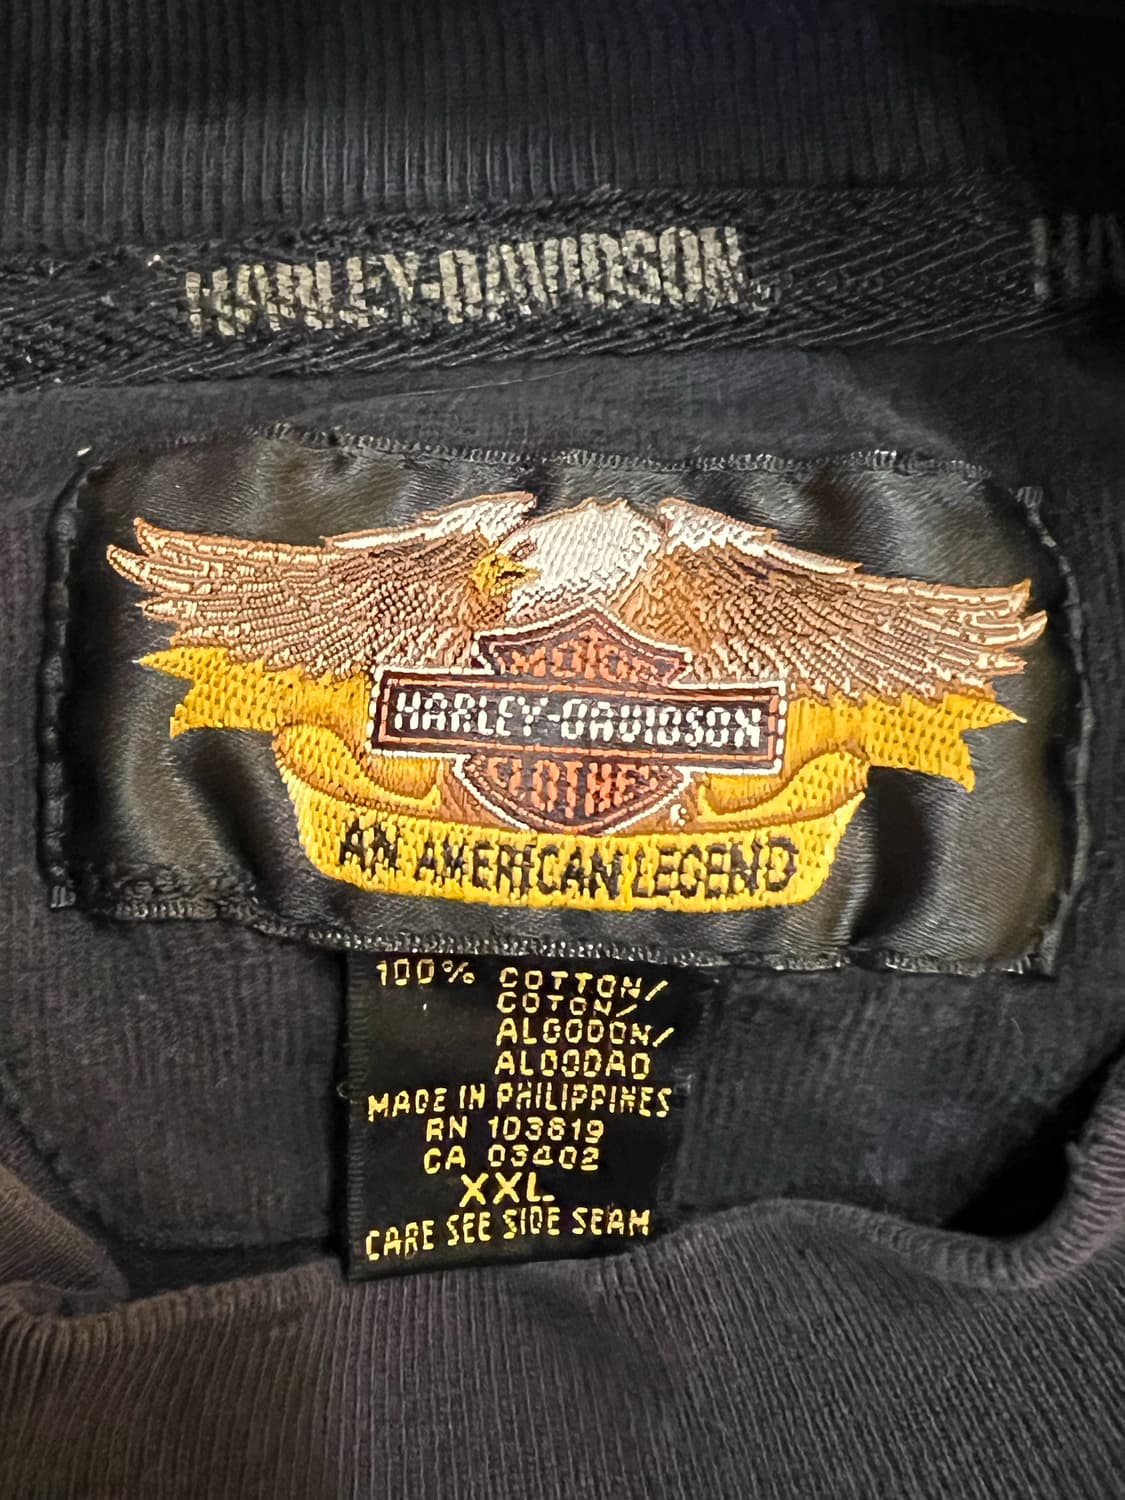 HARLEY-DAVIDSON
MOTOR
HARLEY-DAVIDSON
CLOTHES
®
AN AMERICAN LEGEND
100% COTTON/
COTON/
ALGODON/
ALGODAO
MADE IN PHILIPPINES
RN 103819
CA 03402
XXL
CARE SEE SIDE SEAM